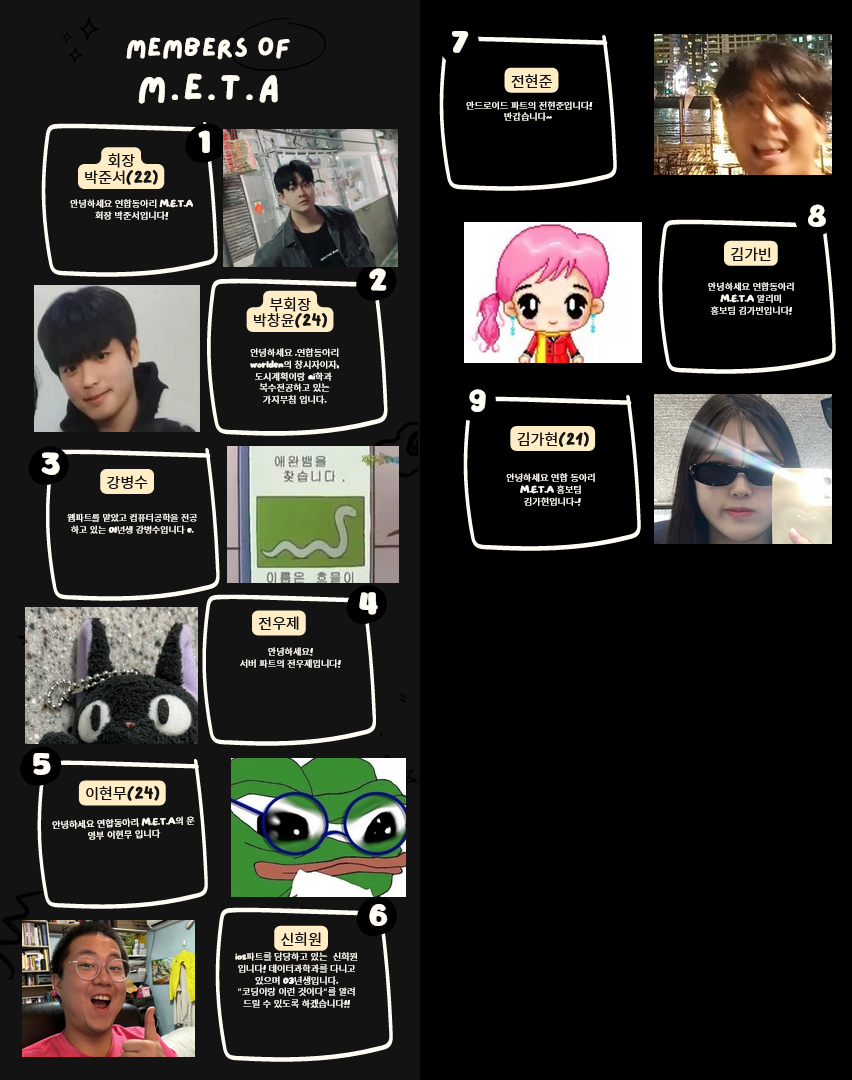 MEMBERS OF
M.E.T.A
1
회장
박준서(22)
안녕하세요 연합동아리 M.E.T.A
회장 박준서입니다!
2
부회장
박창윤(24)
안녕하세요 .연합동아리
worlden의 창시자이자,
도시계획이랑 ai학과
복수전공하고 있는
가지무침 입니다.
3
강병수
웹파트를 맡았고 컴퓨터공학을 전공
하고 있는 01년생 강병수입니다 e.
애완뱀을
찾습니다.
이름은 흐물이
4
전우제
안녕하세요!
서버 파트의 전우제입니다!
5
이현무(24)
안녕하세요 연합동아리 M.E.T.A의 운
영부 이현무 입니다
6
신희원
ios파트를 담당하고 있는 신희원
입니다! 데이터과학과를 다니고
있으며 03년생입니다.
"코딩이랑 이런 것이다"를 알려
드릴 수 있도록 하겠습니다!!
7
전현준
안드로이드 파트의 전현준입니다!
반갑습니다~
8
김가빈
안녕하세요 연합동아리
M.E.T.A 알리미
홍보팀 김가빈입니다!
9
김가현(21)
안녕하세요 연합 동아리
M.E.T.A 홍보팀
김가현입니다~!